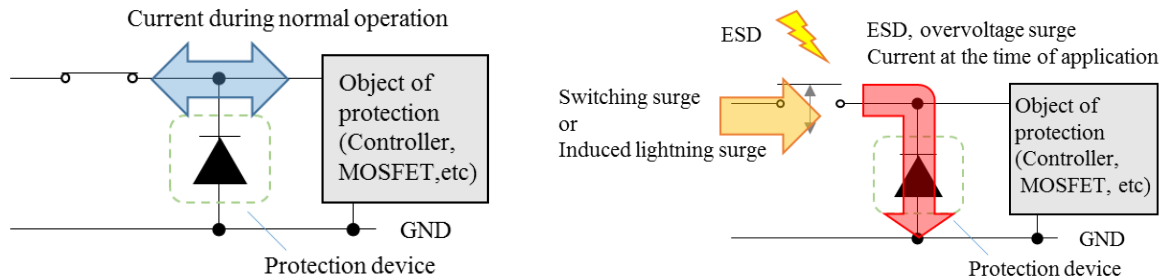 Current during normal operation
Object of
protection
(Controller,
MOSFET,etc)
GND
Protection device
ESD
ESD, overvoltage surge
Current at the time of application
Switching surge
or
Induced lightning surge
Object of
protection
(Controller,
MOSFET, etc)
GND
Protection device